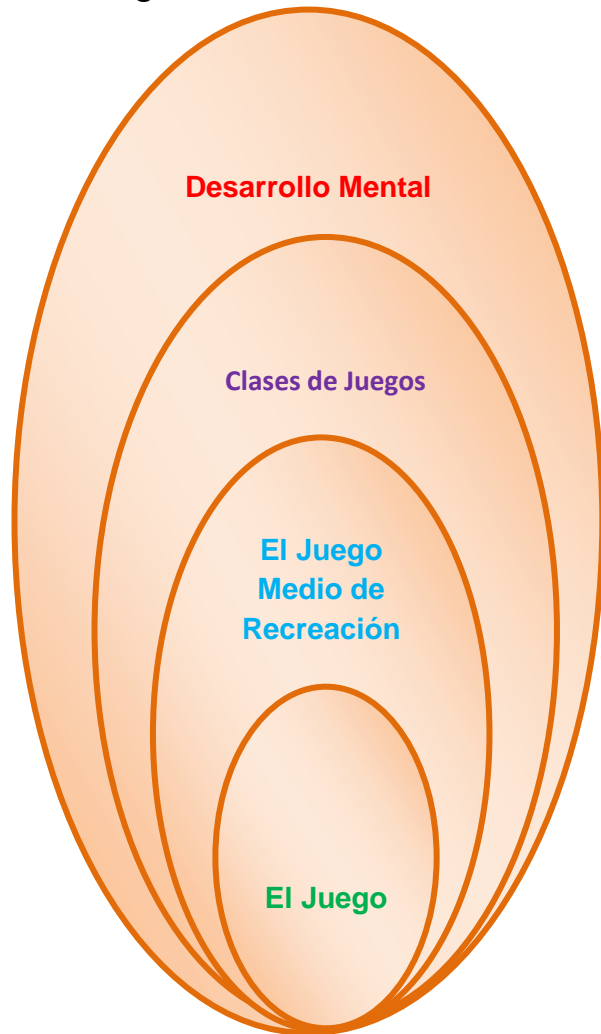 Desarrollo Mental
Clases de Juegos
El Juego
Medio de
Recreación
El Juego